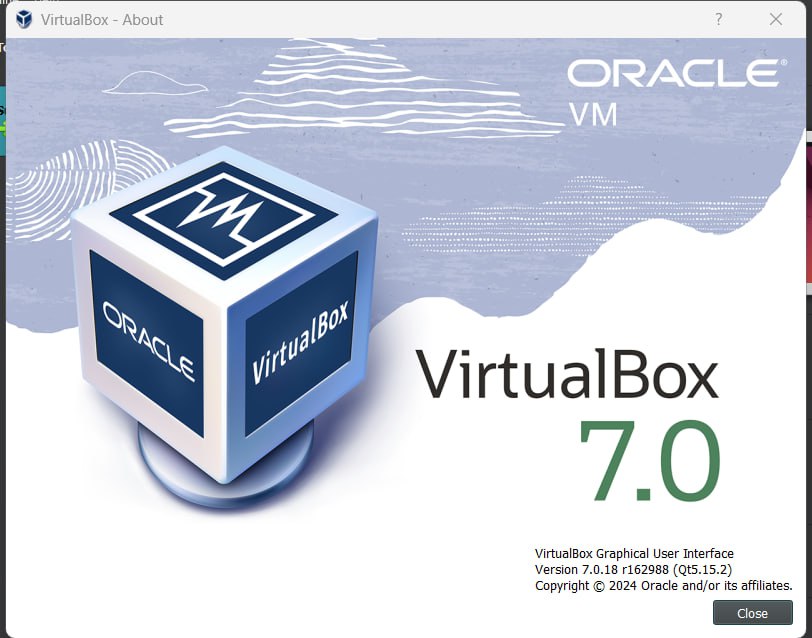 VirtualBox - About
?
ORACLE®
VM
ORACLE
VirtualBox
VirtualBox
7.0
VirtualBox Graphical User Interface
Version 7.0.18 r162988 (Qt5.15.2)
Copyright © 2024 Oracle and/or its affiliates.
Close